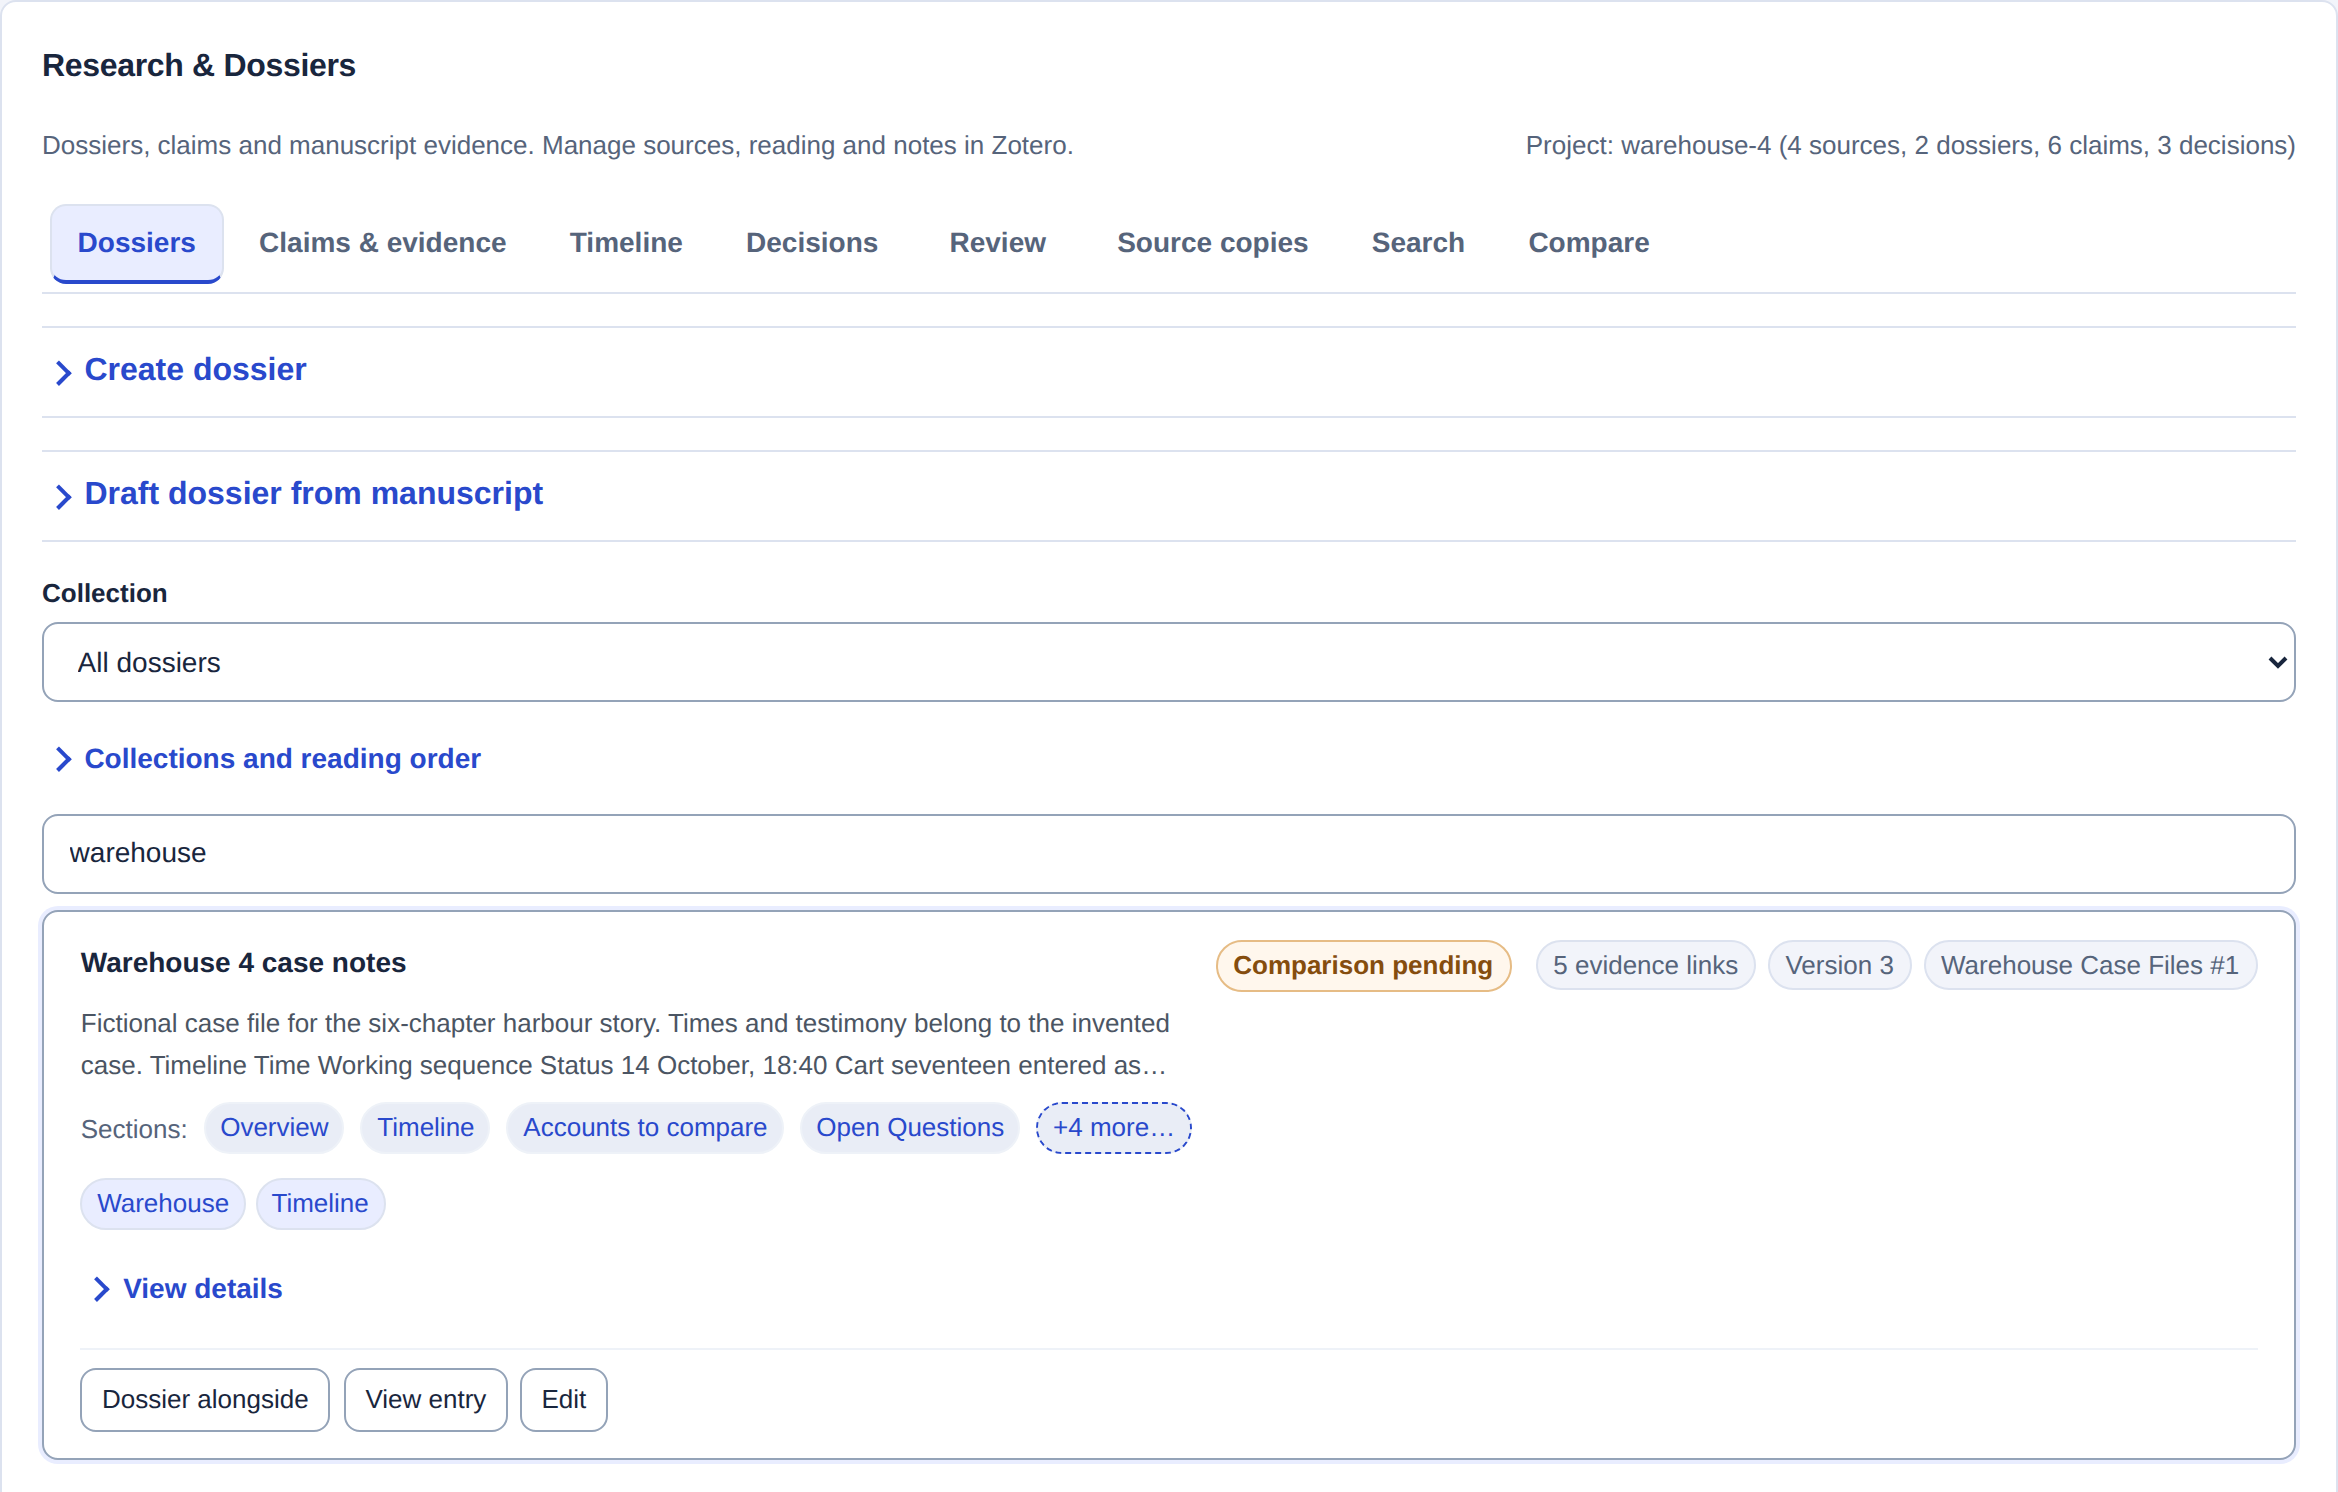 Research & Dossiers
Dossiers, claims and manuscript evidence. Manage sources, reading and notes in Zotero.
Project: warehouse-4 (4 sources, 2 dossiers, 6 claims, 3 decisions)
Dossiers Claims & evidence Timeline Decisions Review Source copies Search Compare
Create dossier
Draft dossier from manuscript
Collection
All dossiers
Collections and reading order
warehouse
Warehouse 4 case notes
Comparison pending 5 evidence links Version 3 Warehouse Case Files #1
Fictional case file for the six-chapter harbour story. Times and testimony belong to the invented
case. Timeline Time Working sequence Status 14 October, 18:40 Cart seventeen entered as…
Sections: Overview Timeline Accounts to compare Open Questions +4 more…
Warehouse Timeline
View details
Dossier alongside View entry Edit